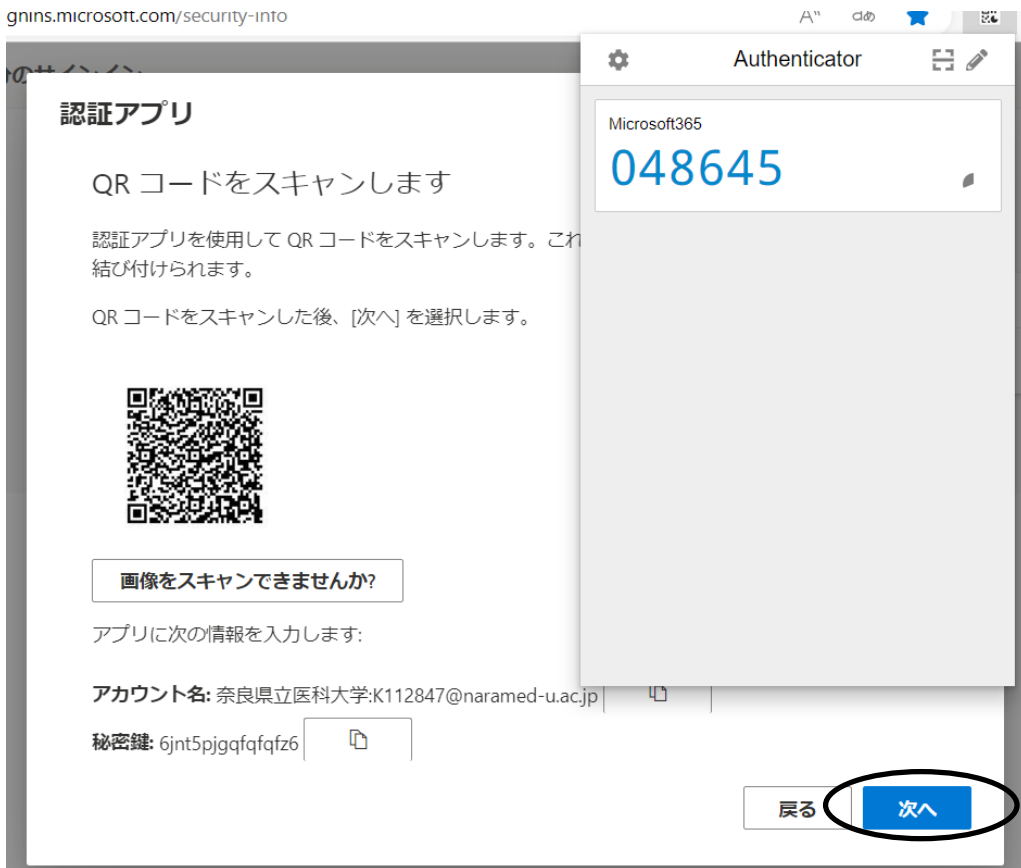 gnins.microsoft.com/security-info
のサインイン
認証アプリ
QR コードをスキャンします
認証アプリを使用して QR コードをスキャンします。これ
結び付けられます。
QR コードをスキャンした後、[次へ] を選択します。
画像をスキャンできませんか?
アプリに次の情報を入力します:
アカウント名: 奈良県立医科大学:K112847@naramed-u.ac.jp
秘密鍵: 6jnt5pjgqfqfqfz6
戻る
次へ
Authenticator
Microsoft365
048645